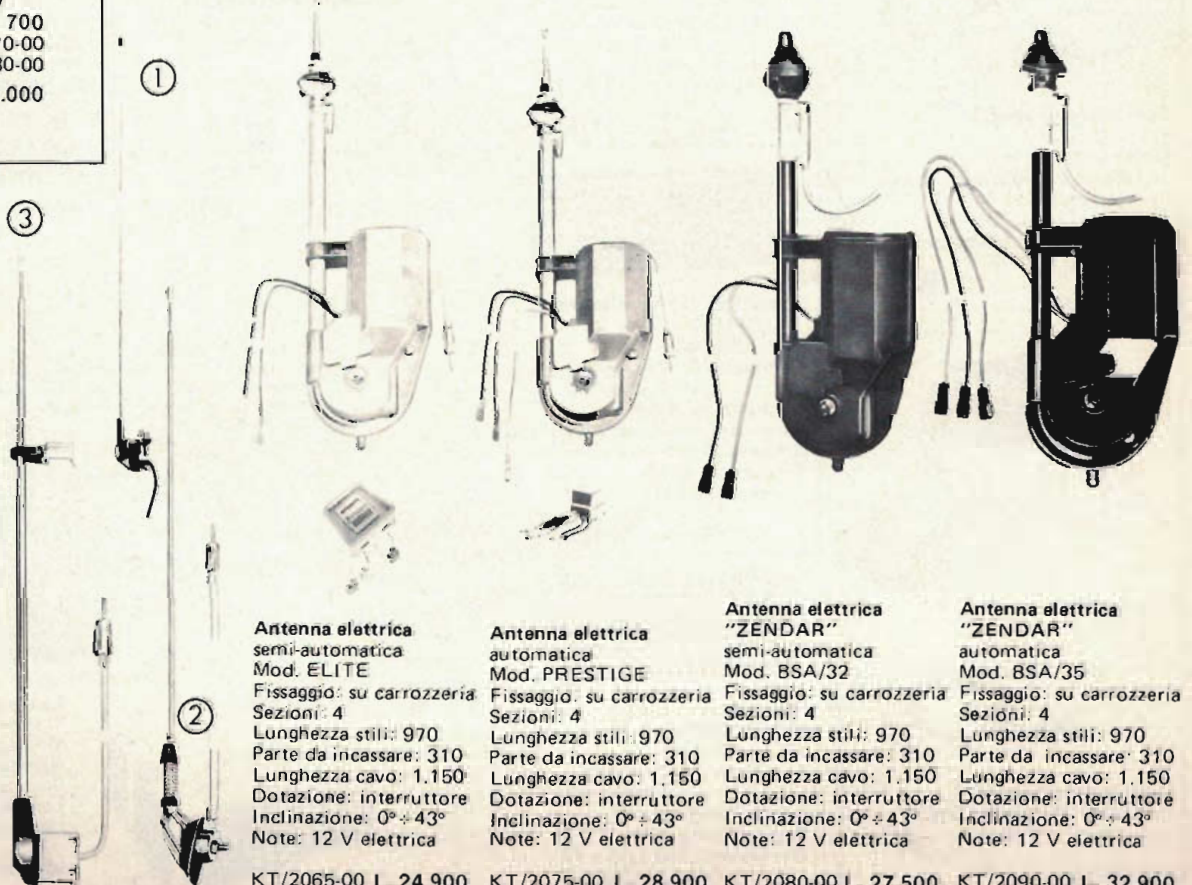 700
0-00
0-00
.000
①
③
②
Antenna elettrica
semi-automatica
Mod. ELITE
Fissaggio: su carrozzeria
Sezioni: 4
Lunghezza stili: 970
Parte da incassare: 310
Lunghezza cavo: 1.150
Dotazione: interruttore
Inclinazione: 0° ÷ 43°
Note: 12 V elettrica
KT/2065-00 L. 24.900
Antenna elettrica
automatica
Mod. PRESTIGE
Fissaggio. su carrozzeria
Sezioni: 4
Lunghezza stili: 970
Parte da incassare: 310
Lunghezza cavo: 1.150
Dotazione: interruttore
Inclinazione: 0° ÷ 43°
Note: 12 V elettrica
KT/2075-00 L. 28.900
Antenna elettrica
"ZENDAR"
semi-automatica
Mod. BSA/32
Fissaggio: su carrozzeria
Sezioni: 4
Lunghezza stili: 970
Parte da incassare: 310
Lunghezza cavo: 1.150
Dotazione: interruttore
Inclinazione: 0° ÷ 43°
Note: 12 V elettrica
KT/2080-00 L. 27.500
Antenna elettrica
"ZENDAR"
automatica
Mod. BSA/35
Fissaggio: su carrozzeria
Sezioni: 4
Lunghezza stili: 970
Parte da incassare: 310
Lunghezza cavo: 1.150
Dotazione: interruttore
Inclinazione: 0° ÷ 43°
Note: 12 V elettrica
KT/2090-00 L. 32.900